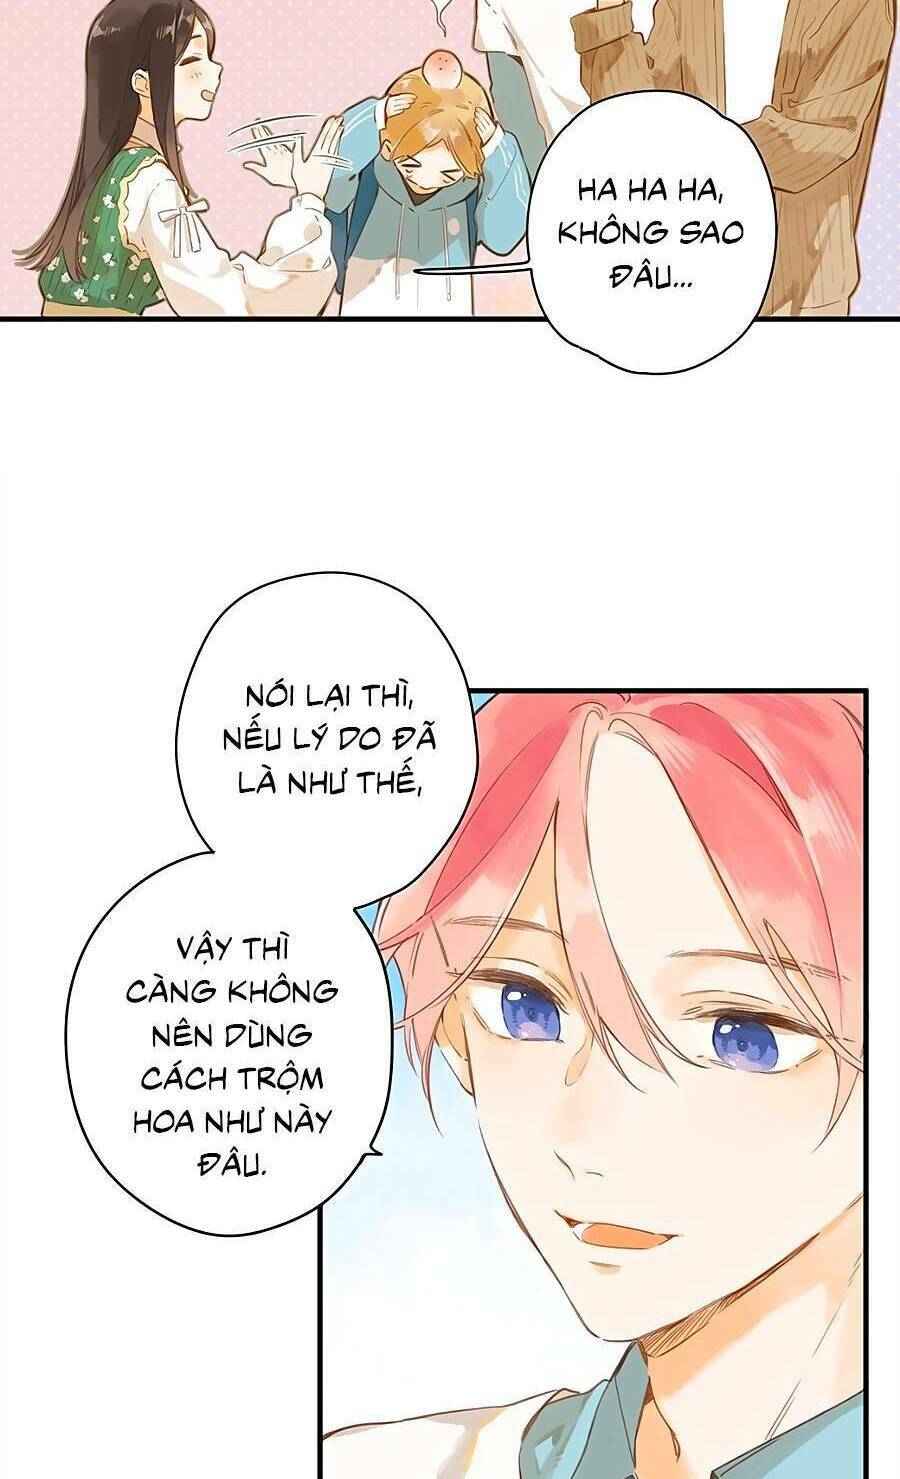 HA HA HA,
KHÔNG SAO
ĐÂU...
NÓI LẠI THÌ,
NẾU LÝ DO ĐÃ
LÀ NHƯ THẾ,
VẬY THÌ
CÀNG KHÔNG
NÊN DÙNG
CÁCH TRỘM
HOA NHƯ NÀY
ĐÂU.